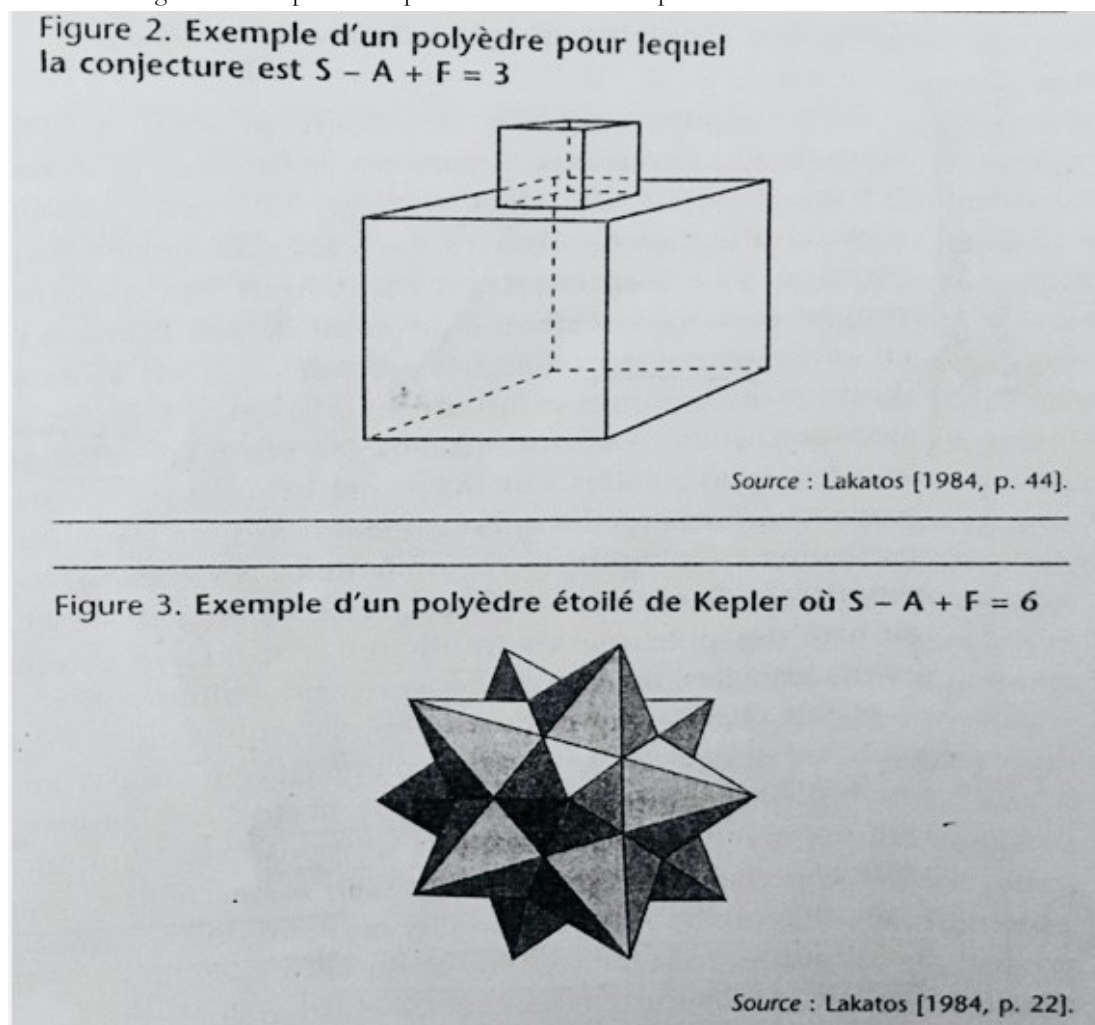 Figure 2. Exemple d'un polyèdre pour lequel
la conjecture est S – A + F = 3
Source : Lakatos [1984, p. 44].
Figure 3. Exemple d'un polyèdre étoilé de Kepler où S – A + F = 6
Source : Lakatos [1984, p. 22].